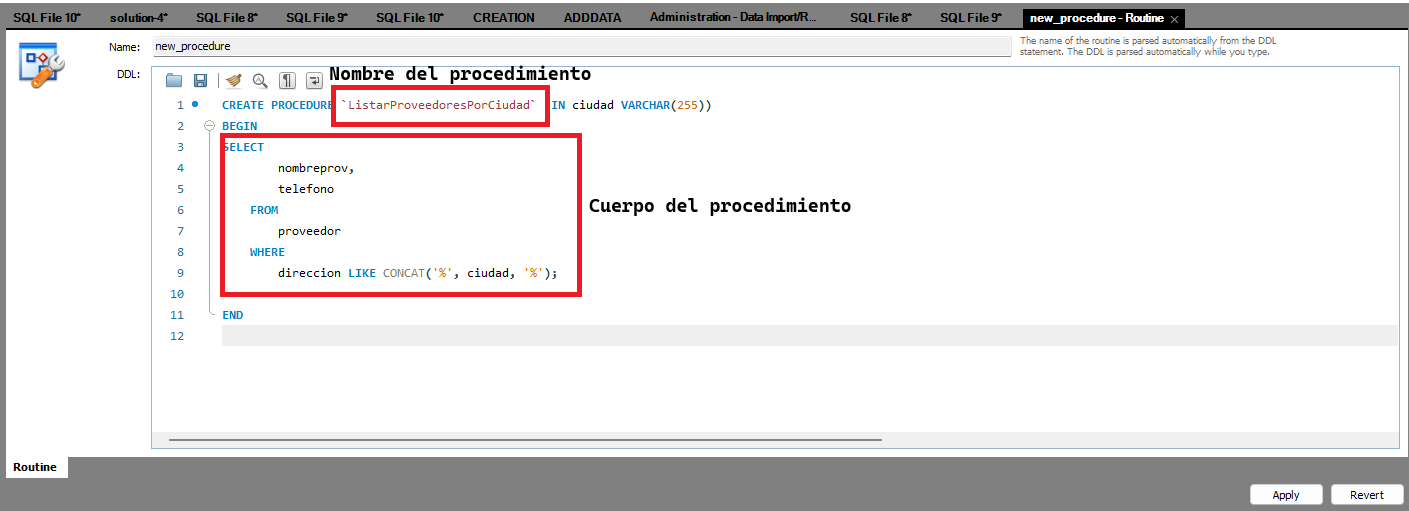 SQL File 10* solution-4* SQL File 8* SQL File 9* SQL File 10* CREATION ADDDATA Administration - Data Import/R... SQL File 8* SQL File 9* new_procedure - Routine ×
Name: new_procedure The name of the routine is parsed automatically from the DDL
statement. The DDL is parsed automatically while you type.
DDL:
Nombre del procedimiento
1 CREATE PROCEDURE `ListarProveedoresPorCiudad` IN ciudad VARCHAR(255))
2 BEGIN
3 SELECT
4 nombreprov,
5 telefono
Cuerpo del procedimiento
6 FROM
7 proveedor
8 WHERE
9 direccion LIKE CONCAT('%', ciudad, '%');
10
11 END
12
Routine
Apply Revert